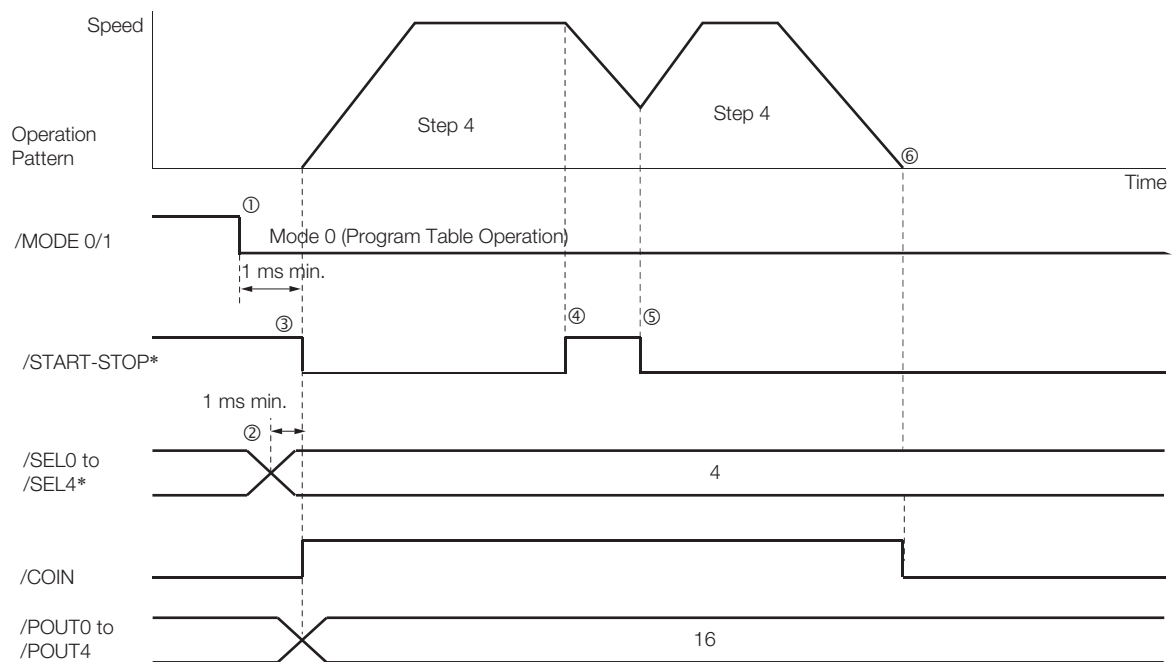 Speed
Operation
Pattern
Step 4
Step 4
⑥
Time
①
/MODE 0/1
Mode 0 (Program Table Operation)
1 ms min.
③
④
⑤
/START-STOP*
1 ms min.
②
/SEL0 to
/SEL4*
4
/COIN
/POUT0 to
/POUT4
16